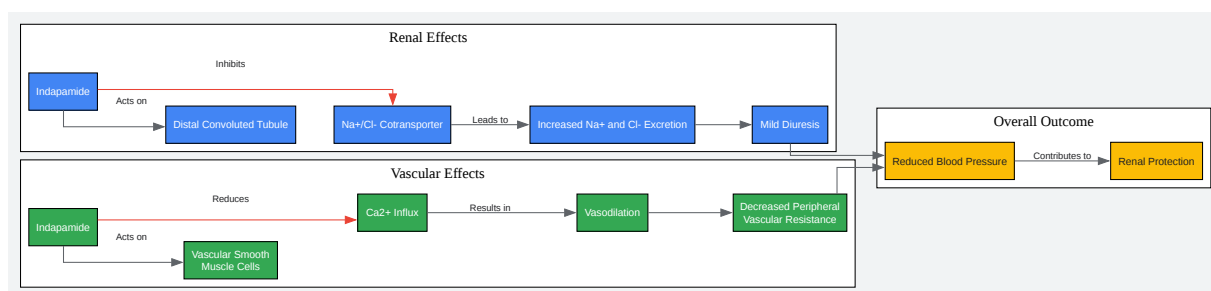 Renal Effects
Inhibits
Indapamide
Acts on
Distal Convoluted Tubule
Na+/Cl- Cotransporter
Leads to
Increased Na+ and Cl- Excretion
Mild Diuresis
Vascular Effects
Reduces
Indapamide
Acts on
Vascular Smooth
Muscle Cells
Ca2+ Influx
Results in
Vasodilation
Decreased Peripheral
Vascular Resistance
Overall Outcome
Reduced Blood Pressure
Contributes to
Renal Protection